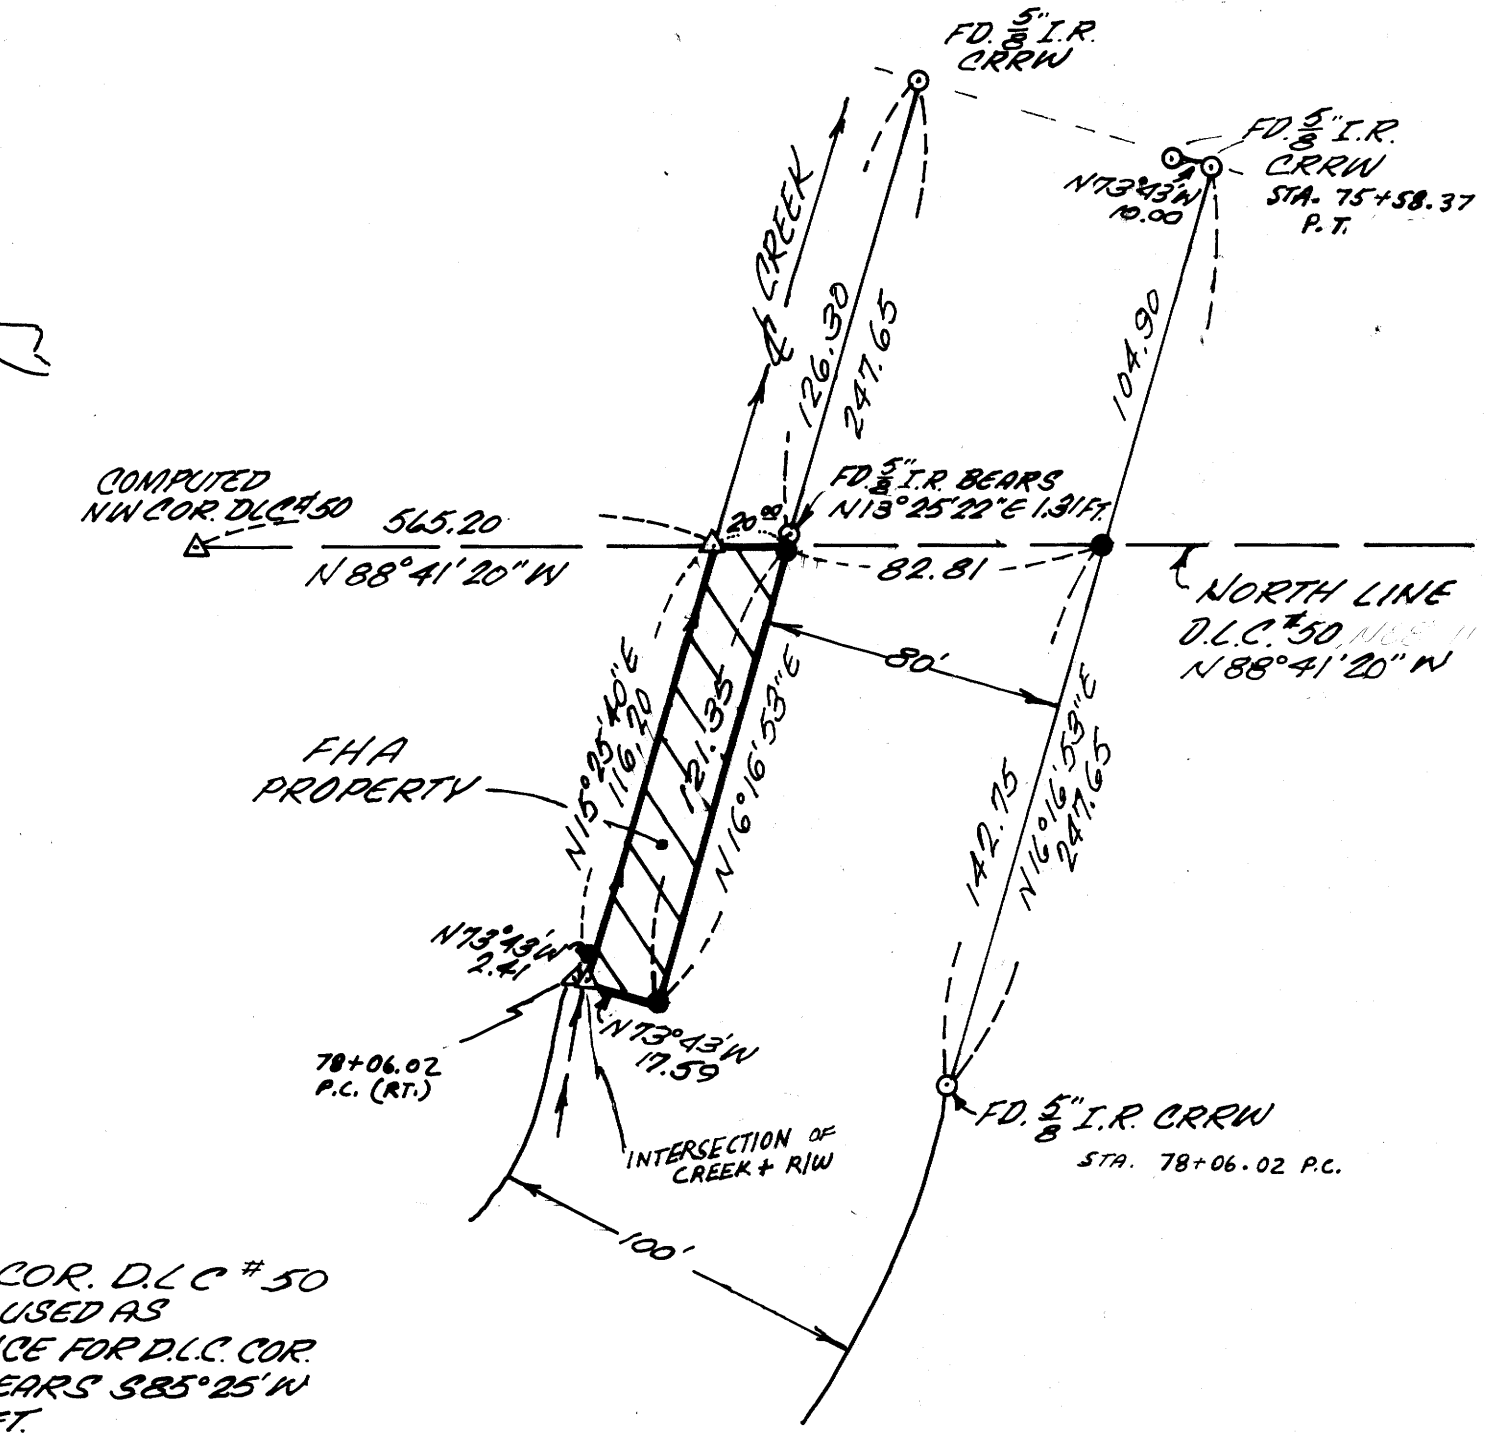 FD. 5/8" I.R.
CRRW
FD. 5/8" I.R.
CRRW
STA. 75+58.37
P.T.
N73°43'W
10.00
℄ CREEK
126.30
247.65
104.90
COMPUTED
NW COR. DLC #50
565.20
N 88°41'20" W
20.
FD. 5/8" I.R. BEARS
N13°25'22"E 1.31 FT.
82.81
NORTH LINE
D.L.C. #50
N 88°41'20" W
80'
FHA
PROPERTY
N15°25'40"E
116.20
121.35
N16°16'53"E
142.75
N16°16'53"E
247.65
N73°43'W
2.41
N73°43'W
17.59
78+06.02
P.C. (RT.)
INTERSECTION OF
CREEK + R/W
FD. 5/8" I.R. CRRW
STA. 78+06.02 P.C.
100'
COR. D.L.C #50
USED AS
CE FOR D.L.C. COR.
EARS S85°25'W
FT.